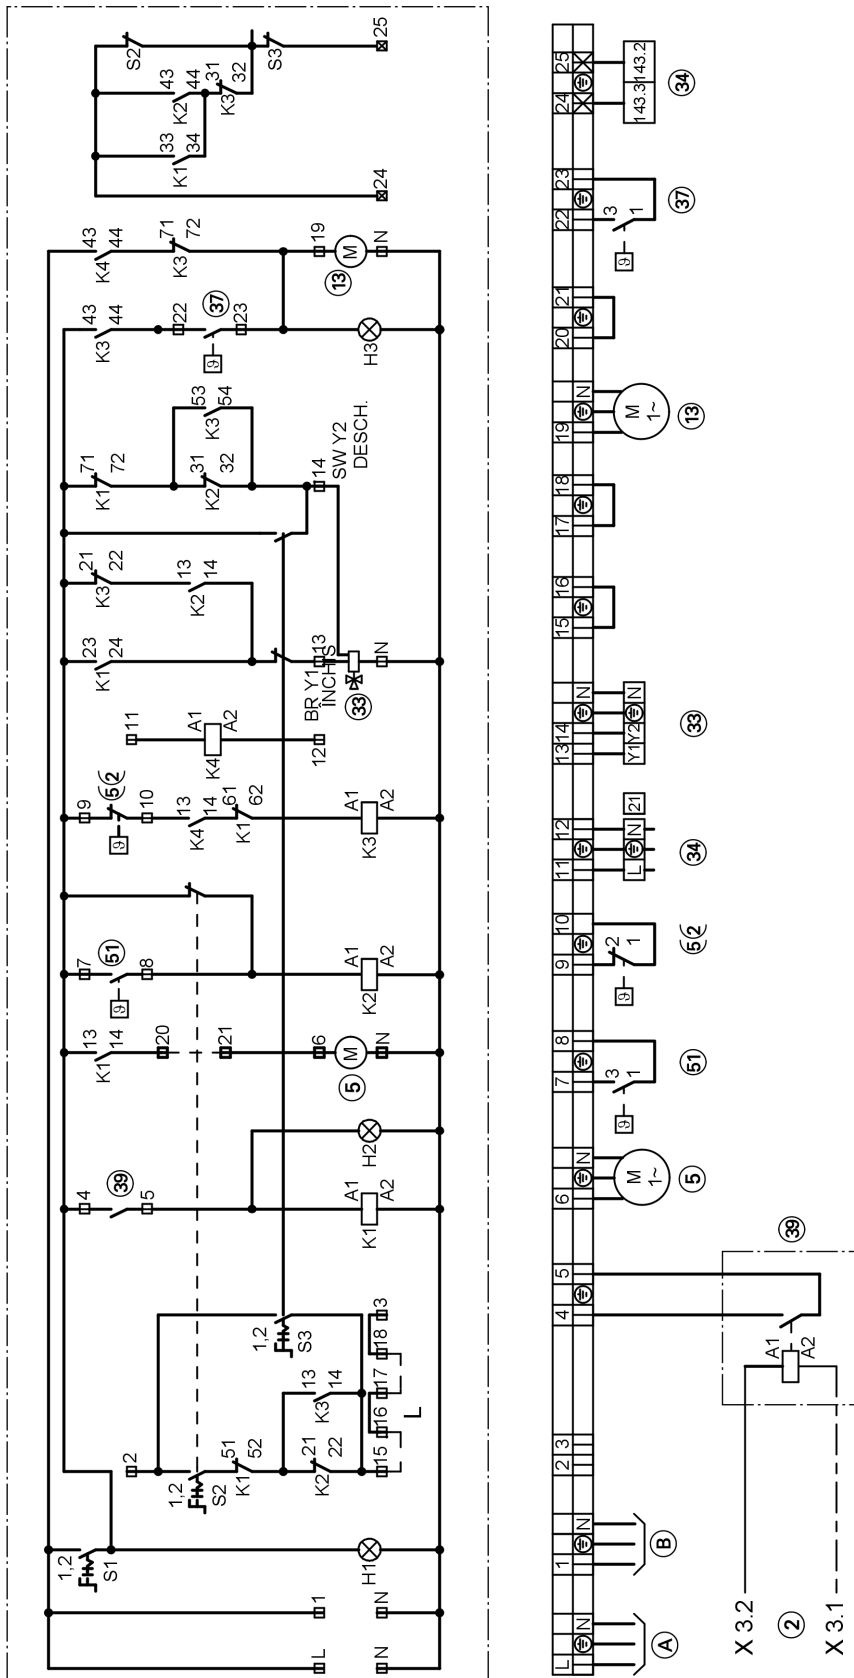 S2
S3
25
43
44
K2
31
32
K3
33
34
K1
24
43
44
K4
71
72
K3
19
M
N
13
43
44
K3
22
37
23
ϑ
H3
53
54
K3
71
72
K1
31
32
K2
14
SW Y2
DESCH.
21
22
K3
13
14
K2
23
24
K1
13
BR Y1
ÎNCHIS
N
33
11
A1
A2
K4
12
9
52
10
ϑ
13
14
K4
61
62
K1
A1
A2
K3
7
51
8
ϑ
A1
A2
K2
13
14
K1
20
21
6
M
N
5
H2
4
39
5
A1
A2
K1
1,2
S3
3
18
17
16
15
L
13
14
K3
2
1,2
S2
51
52
K1
21
22
K2
1,2
S1
H1
1
N
L
N
25
24
143.2
143.3
34
23
22
3
1
ϑ
37
21
20
N
19
M
1~
13
18
17
16
15
N
14
13
N
Y2
Y1
33
12
11
21
N
L
34
10
9
2
1
ϑ
52
8
7
3
1
ϑ
51
N
6
M
1~
5
5
4
39
A1
A2
3
2
N
1
B
N
L
A
X 3.2
2
X 3.1